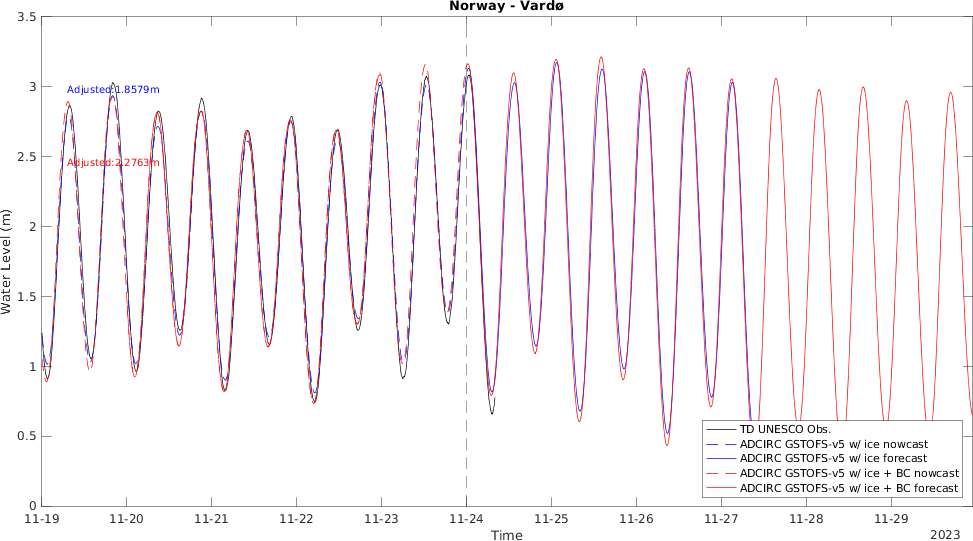 Norway - Vardø
3.5
3
2.5
2
1.5
1
0.5
0
Water Level (m)
Adjusted:1.8579m
Adjusted:2.2763m
TD UNESCO Obs.
ADCIRC GSTOFS-v5 w/ ice nowcast
ADCIRC GSTOFS-v5 w/ ice forecast
ADCIRC GSTOFS-v5 w/ ice + BC nowcast
ADCIRC GSTOFS-v5 w/ ice + BC forecast
11-19 11-20 11-21 11-22 11-23 11-24 11-25 11-26 11-27 11-28 11-29
Time
2023